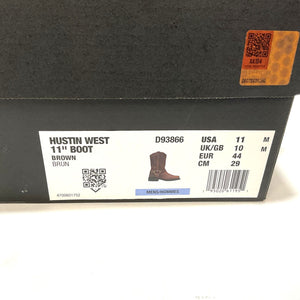 HUSTIN WEST
11" BOOT
BROWN
BRUN
D93866
USA 11 M
UK/GB 10 M
EUR 44
CM 29
MENS-HOMMES